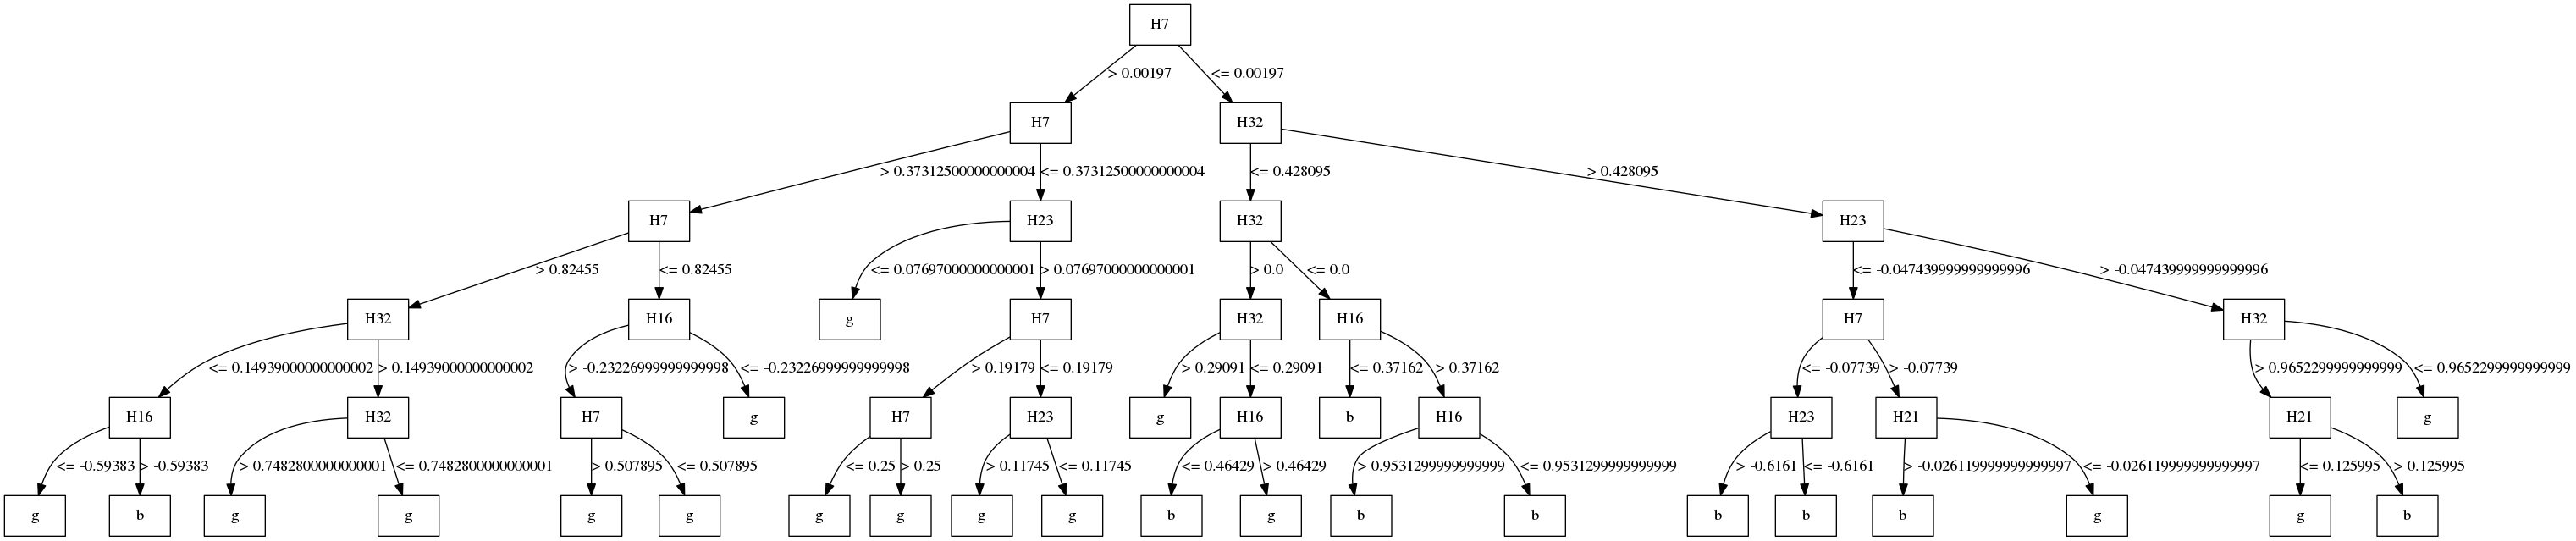 H7
> 0.00197
<= 0.00197
H7
H32
> 0.37312500000000004
<= 0.37312500000000004
<= 0.428095
> 0.428095
H7
H23
H32
H23
> 0.82455
<= 0.82455
<= 0.07697000000000001
> 0.07697000000000001
> 0.0
<= 0.0
<= -0.047439999999999996
> -0.047439999999999996
H32
H16
g
H7
H32
H16
H7
H32
<= 0.14939000000000002
> 0.14939000000000002
> -0.23226999999999998
<= -0.23226999999999998
> 0.19179
<= 0.19179
> 0.29091
<= 0.29091
<= 0.37162
> 0.37162
<= -0.07739
> -0.07739
> 0.9652299999999999
<= 0.9652299999999999
H16
H32
H7
g
H7
H23
g
H16
b
H16
H23
H21
H21
g
<= -0.59383
> -0.59383
> 0.7482800000000001
<= 0.7482800000000001
> 0.507895
<= 0.507895
<= 0.25
> 0.25
> 0.11745
<= 0.11745
<= 0.46429
> 0.46429
> 0.9531299999999999
<= 0.9531299999999999
> -0.6161
<= -0.6161
> -0.026119999999999997
<= -0.026119999999999997
<= 0.125995
> 0.125995
g
b
g
g
g
g
g
g
g
g
b
g
b
b
b
b
b
g
g
b